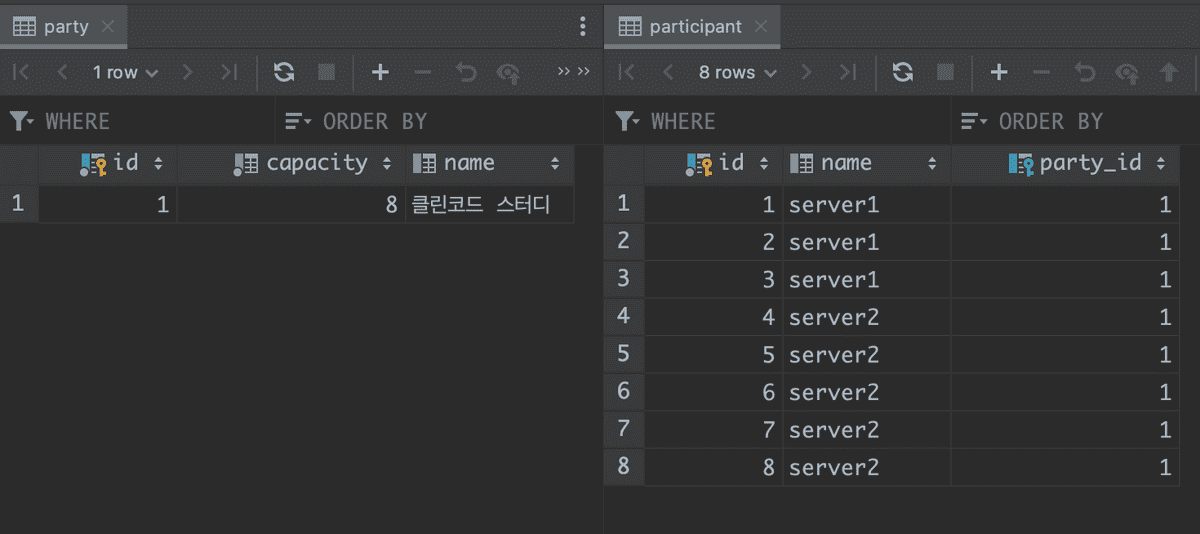 party
participant
1 row
8 rows
WHERE ORDER BY
WHERE ORDER BY
id capacity name
1 1 8 클린코드 스터디
id name party_id
1 1 server1 1
2 2 server1 1
3 3 server1 1
4 4 server2 1
5 5 server2 1
6 6 server2 1
7 7 server2 1
8 8 server2 1